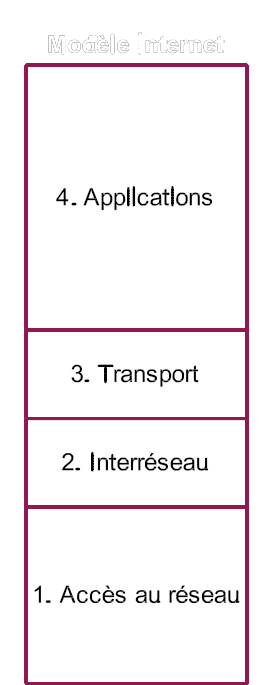 Modèle Internet
4. Applications
3. Transport
2. Interréseau
1. Accès au réseau